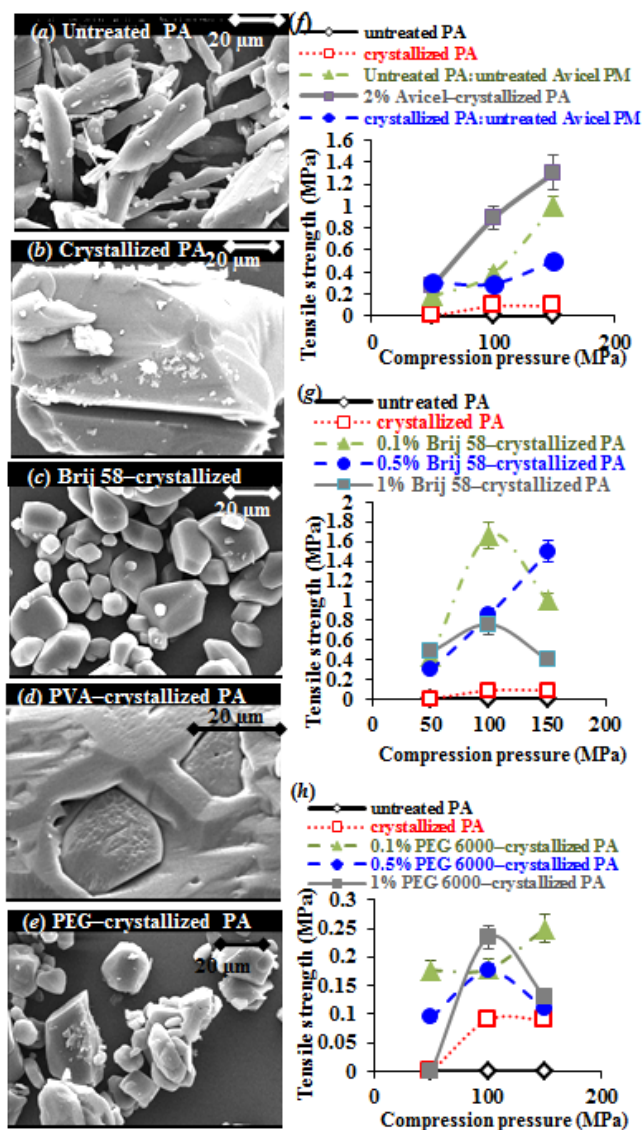 (a) Untreated PA
20 μm
(b) Crystallized PA
20 μm
(c) Brij 58–crystallized
20 μm
(d) PVA–crystallized PA
20 μm
(e) PEG–crystallized PA
20 μm
(f)
untreated PA
crystallized PA
Untreated PA:untreated Avicel PM
2% Avicel–crystallized PA
crystallized PA:untreated Avicel PM
Tensile strength (MPa)
1.6
1.4
1.2
1
0.8
0.6
0.4
0.2
0
0 100 200
Compression pressure (MPa)
(g)
untreated PA
crystallized PA
0.1% Brij 58–crystallized PA
0.5% Brij 58–crystallized PA
1% Brij 58–crystallized PA
Tensile strength (MPa)
2
1.8
1.6
1.4
1.2
1
0.8
0.6
0.4
0.2
0
0 50 100 150 200
Compression pressure (MPa)
(h)
untreated PA
crystallized PA
0.1% PEG 6000–crystallized PA
0.5% PEG 6000–crystallized PA
1% PEG 6000–crystallized PA
Tensile strength (MPa)
0.3
0.25
0.2
0.15
0.1
0.05
0
0 100 200
Compression pressure (MPa)